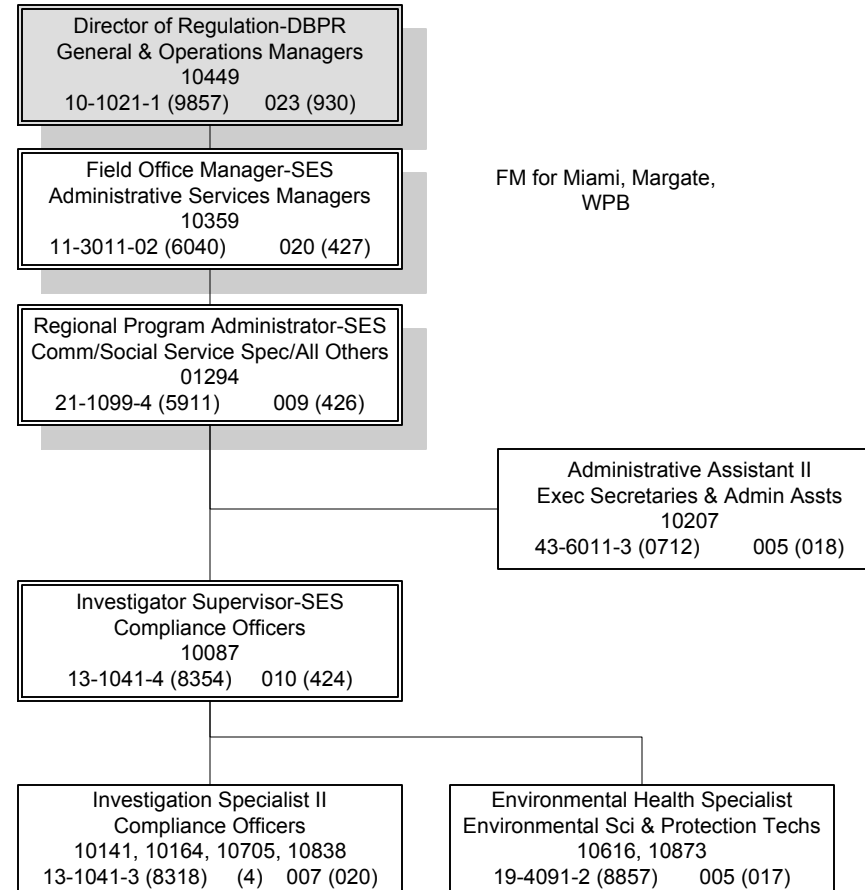 Director of Regulation-DBPR
General & Operations Managers
10449
10-1021-1 (9857) 023 (930)
Field Office Manager-SES
Administrative Services Managers
10359
11-3011-02 (6040) 020 (427)
FM for Miami, Margate,
WPB
Regional Program Administrator-SES
Comm/Social Service Spec/All Others
01294
21-1099-4 (5911) 009 (426)
Administrative Assistant II
Exec Secretaries & Admin Assts
10207
43-6011-3 (0712) 005 (018)
Investigator Supervisor-SES
Compliance Officers
10087
13-1041-4 (8354) 010 (424)
Investigation Specialist II
Compliance Officers
10141, 10164, 10705, 10838
13-1041-3 (8318) (4) 007 (020)
Environmental Health Specialist
Environmental Sci & Protection Techs
10616, 10873
19-4091-2 (8857) 005 (017)